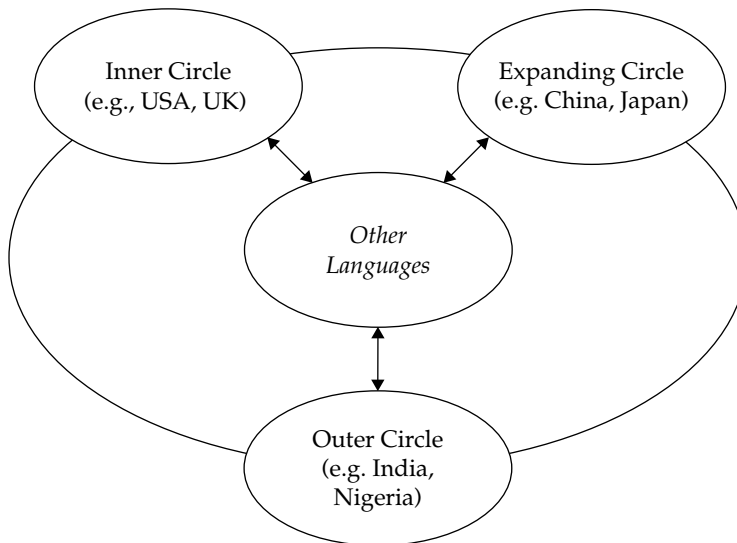 Inner Circle
(e.g., USA, UK)
Expanding Circle
(e.g. China, Japan)
Other
Languages
Outer Circle
(e.g. India,
Nigeria)